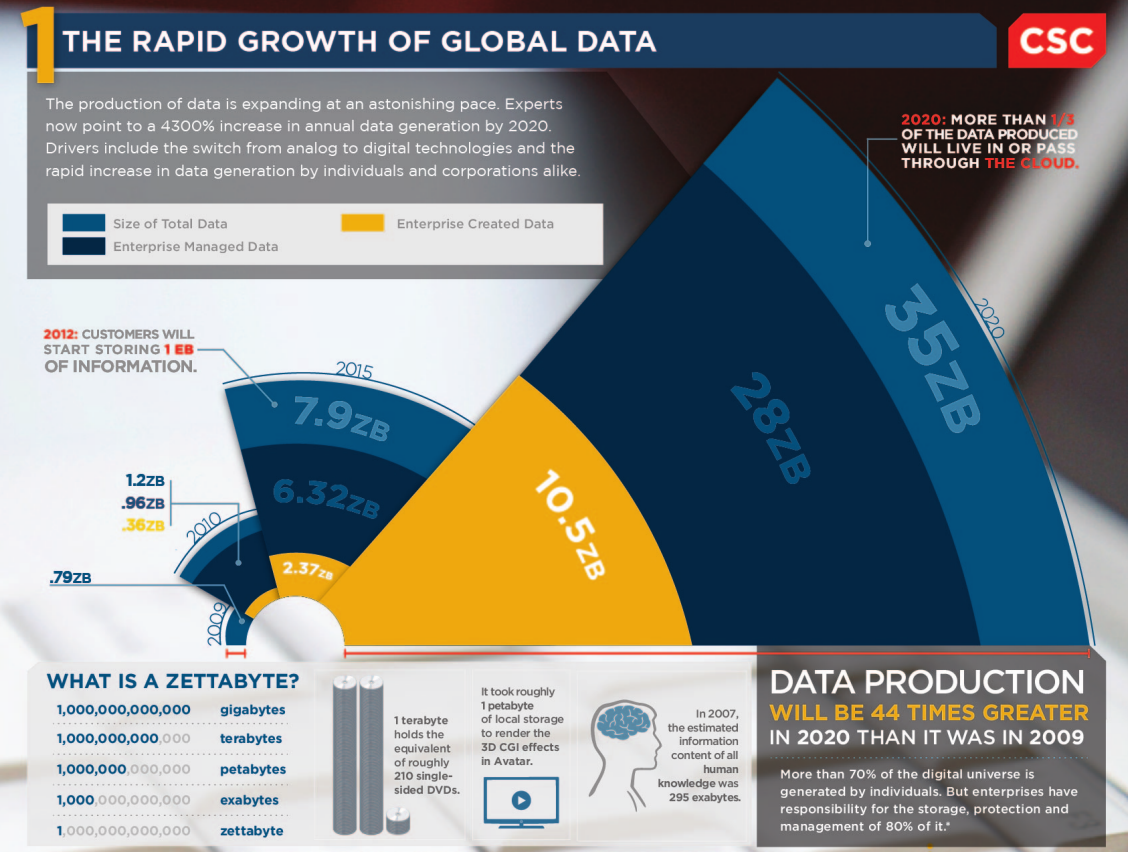 1 THE RAPID GROWTH OF GLOBAL DATA
CSC
The production of data is expanding at an astonishing pace. Experts
now point to a 4300% increase in annual data generation by 2020.
Drivers include the switch from analog to digital technologies and the
rapid increase in data generation by individuals and corporations alike.
Size of Total Data
Enterprise Created Data
Enterprise Managed Data
2020: MORE THAN 1/3
OF THE DATA PRODUCED
WILL LIVE IN OR PASS
THROUGH THE CLOUD.
2012: CUSTOMERS WILL
START STORING 1 EB
OF INFORMATION.
2015
7.9ZB
6.32ZB
2.37ZB
2020
35ZB
28ZB
10.5ZB
1.2ZB
.96ZB
.36ZB
2010
.79ZB
2009
WHAT IS A ZETTABYTE?
1,000,000,000,000 gigabytes
1,000,000,000,000 terabytes
1,000,000,000,000 petabytes
1,000,000,000,000 exabytes
1,000,000,000,000 zettabyte
1 terabyte
holds the
equivalent
of roughly
210 single-
sided DVDs.
It took roughly
1 petabyte
of local storage
to render the
3D CGI effects
in Avatar.
In 2007,
the estimated
information
content of all
human
knowledge was
295 exabytes.
DATA PRODUCTION
WILL BE 44 TIMES GREATER
IN 2020 THAN IT WAS IN 2009
More than 70% of the digital universe is
generated by individuals. But enterprises have
responsibility for the storage, protection and
management of 80% of it.*